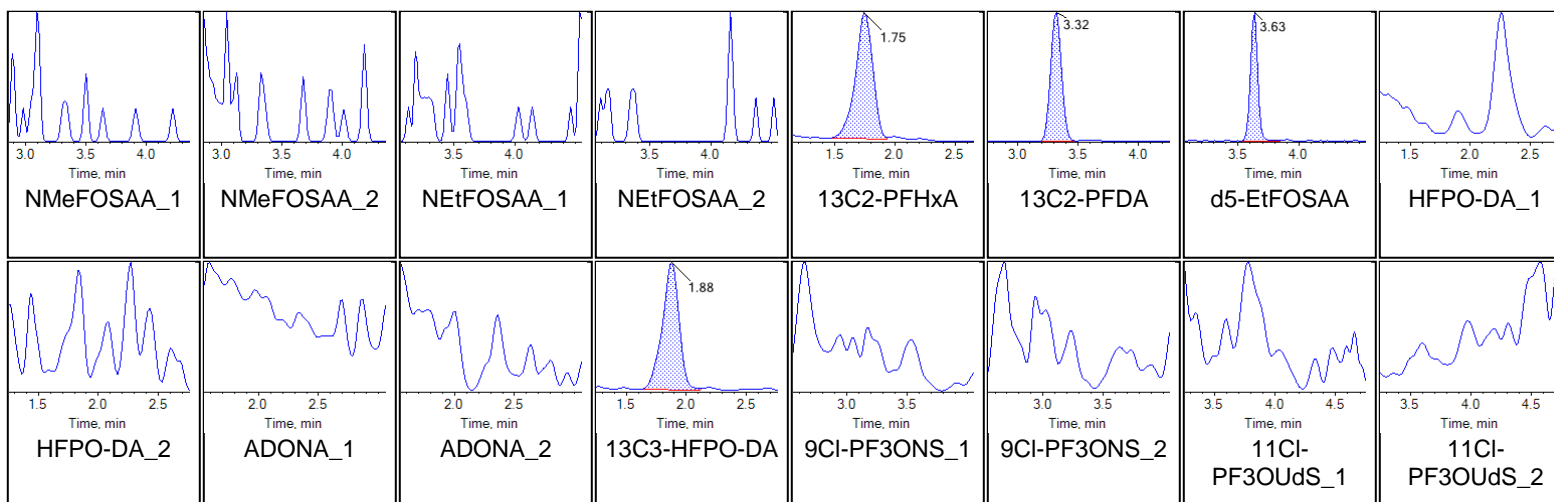 1.75
3.32
3.63
3.0 3.5 4.0
3.0 3.5 4.0
3.5 4.0
3.5 4.0
1.5 2.0 2.5
3.0 3.5 4.0
3.5 4.0
1.5 2.0 2.5
Time, min
Time, min
Time, min
Time, min
Time, min
Time, min
Time, min
Time, min
NMeFOSAA_1
NMeFOSAA_2
NEtFOSAA_1
NEtFOSAA_2
13C2-PFHxA
13C2-PFDA
d5-EtFOSAA
HFPO-DA_1
1.88
1.5 2.0 2.5
2.0 2.5
2.0 2.5
1.5 2.0 2.5
3.0 3.5
3.0 3.5
3.5 4.0 4.5
3.5 4.0 4.5
Time, min
Time, min
Time, min
Time, min
Time, min
Time, min
Time, min
Time, min
HFPO-DA_2
ADONA_1
ADONA_2
13C3-HFPO-DA
9Cl-PF3ONS_1
9Cl-PF3ONS_2
11Cl-
PF3OUdS_1
11Cl-
PF3OUdS_2